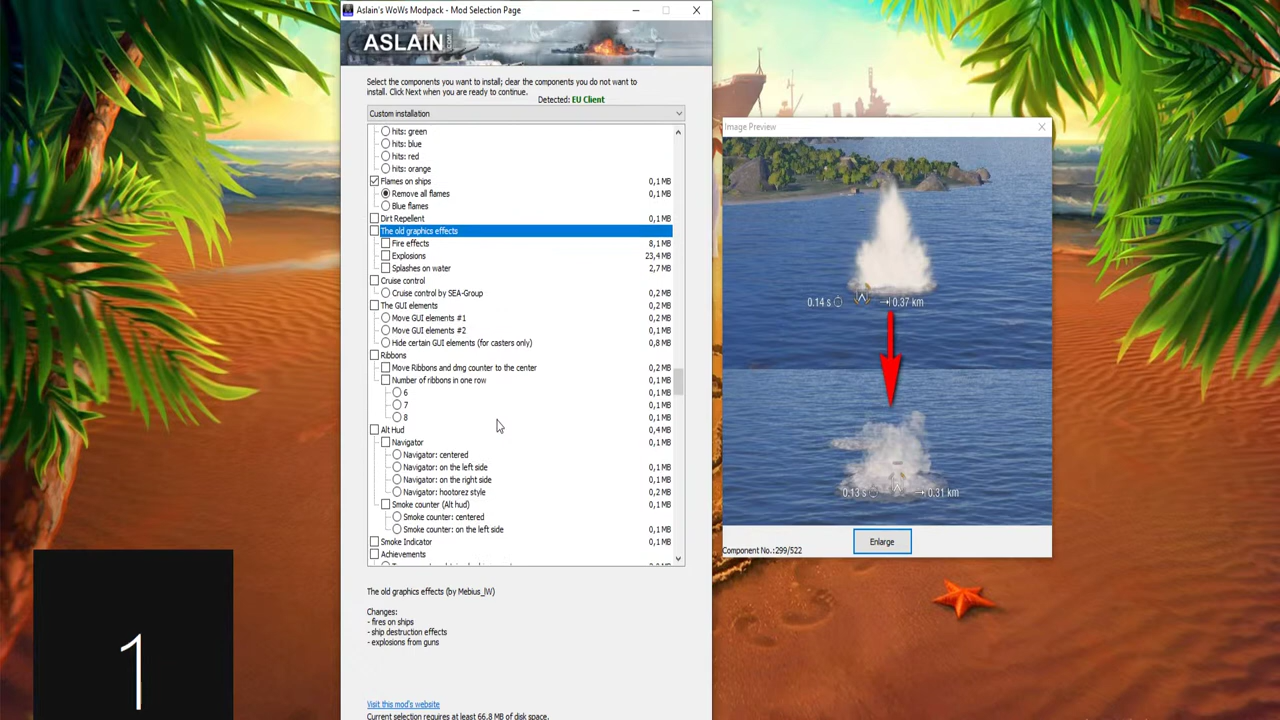 Aslain's WoWs Modpack - Mod Selection Page
ASLAIN.COM
Select the components you want to install; clear the components you do not want to
install. Click Next when you are ready to continue.
Detected: EU Client
Custom installation
hits: green
hits: blue
hits: red
hits: orange
Flames on ships 0,1 MB
Remove all flames 0,1 MB
Blue flames
Dirt Repellent 0,1 MB
The old graphics effects
Fire effects 8,1 MB
Explosions 23,4 MB
Splashes on water 2,7 MB
Cruise control
Cruise control by SEA-Group 0,2 MB
The GUI elements
Move GUI elements #1 0,2 MB
Move GUI elements #2 0,1 MB
Hide certain GUI elements (for casters only) 0,8 MB
Ribbons
Move Ribbons and dmg counter to the center 0,2 MB
Number of ribbons in one row 0,1 MB
6 0,1 MB
7 0,1 MB
8 0,1 MB
Alt Hud 0,4 MB
Navigator 0,1 MB
Navigator: centered
Navigator: on the left side 0,1 MB
Navigator: on the right side 0,1 MB
Navigator: hootorez style 0,2 MB
Smoke counter (Alt hud) 0,1 MB
Smoke counter: centered
Smoke counter: on the left side 0,1 MB
Smoke Indicator 0,1 MB
Achievements
The old graphics effects (by Mebius_lW)
Changes:
- fires on ships
- ship destruction effects
- explosions from guns
Visit this mod's website
Current selection requires at least 66,8 MB of disk space.
Image Preview
0.14 s 0.37 km
0.13 s 0.31 km
Component No.:299/522
Enlarge
1